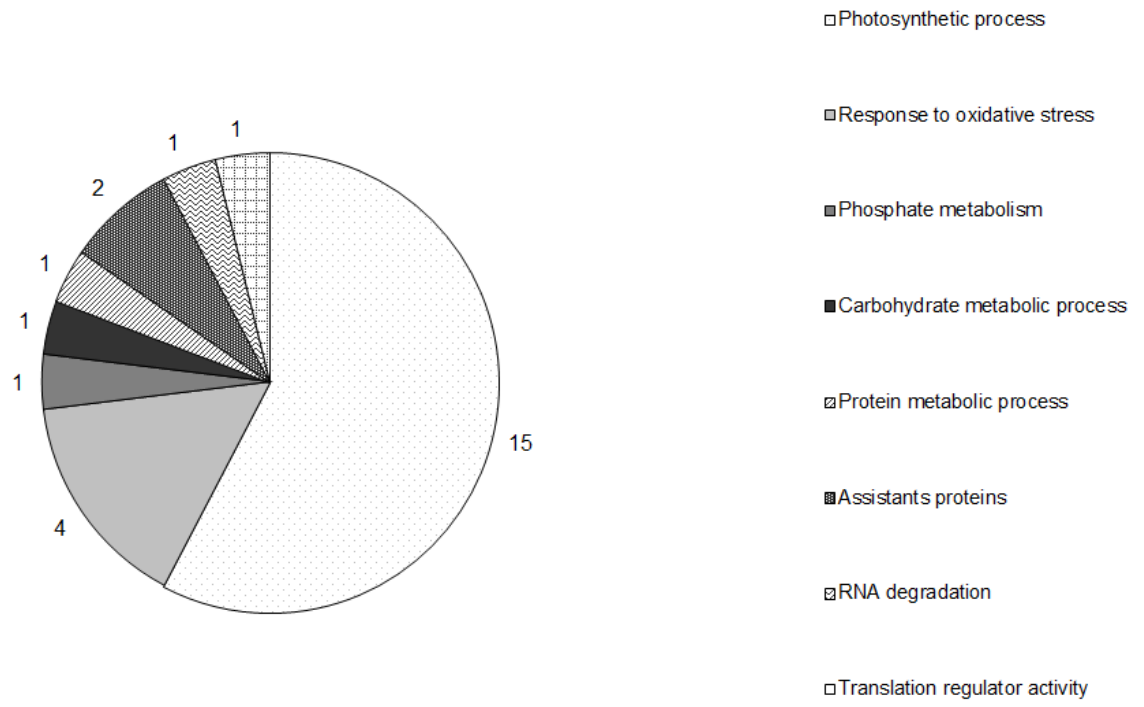 Photosynthetic process
Response to oxidative stress
Phosphate metabolism
Carbohydrate metabolic process
Protein metabolic process
Assistants proteins
RNA degradation
Translation regulator activity
1
1
2
1
1
1
4
15